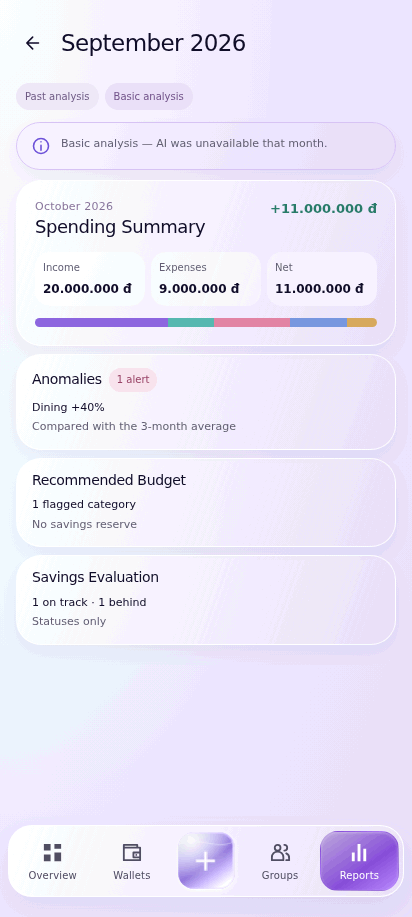 September 2026
Past analysis
Basic analysis
Basic analysis — AI was unavailable that month.
October 2026
+11.000.000 đ
Spending Summary
Income
Expenses
Net
20.000.000 đ
9.000.000 đ
11.000.000 đ
Anomalies
1 alert
Dining +40%
Compared with the 3-month average
Recommended Budget
1 flagged category
No savings reserve
Savings Evaluation
1 on track · 1 behind
Statuses only
Overview
Wallets
Groups
Reports